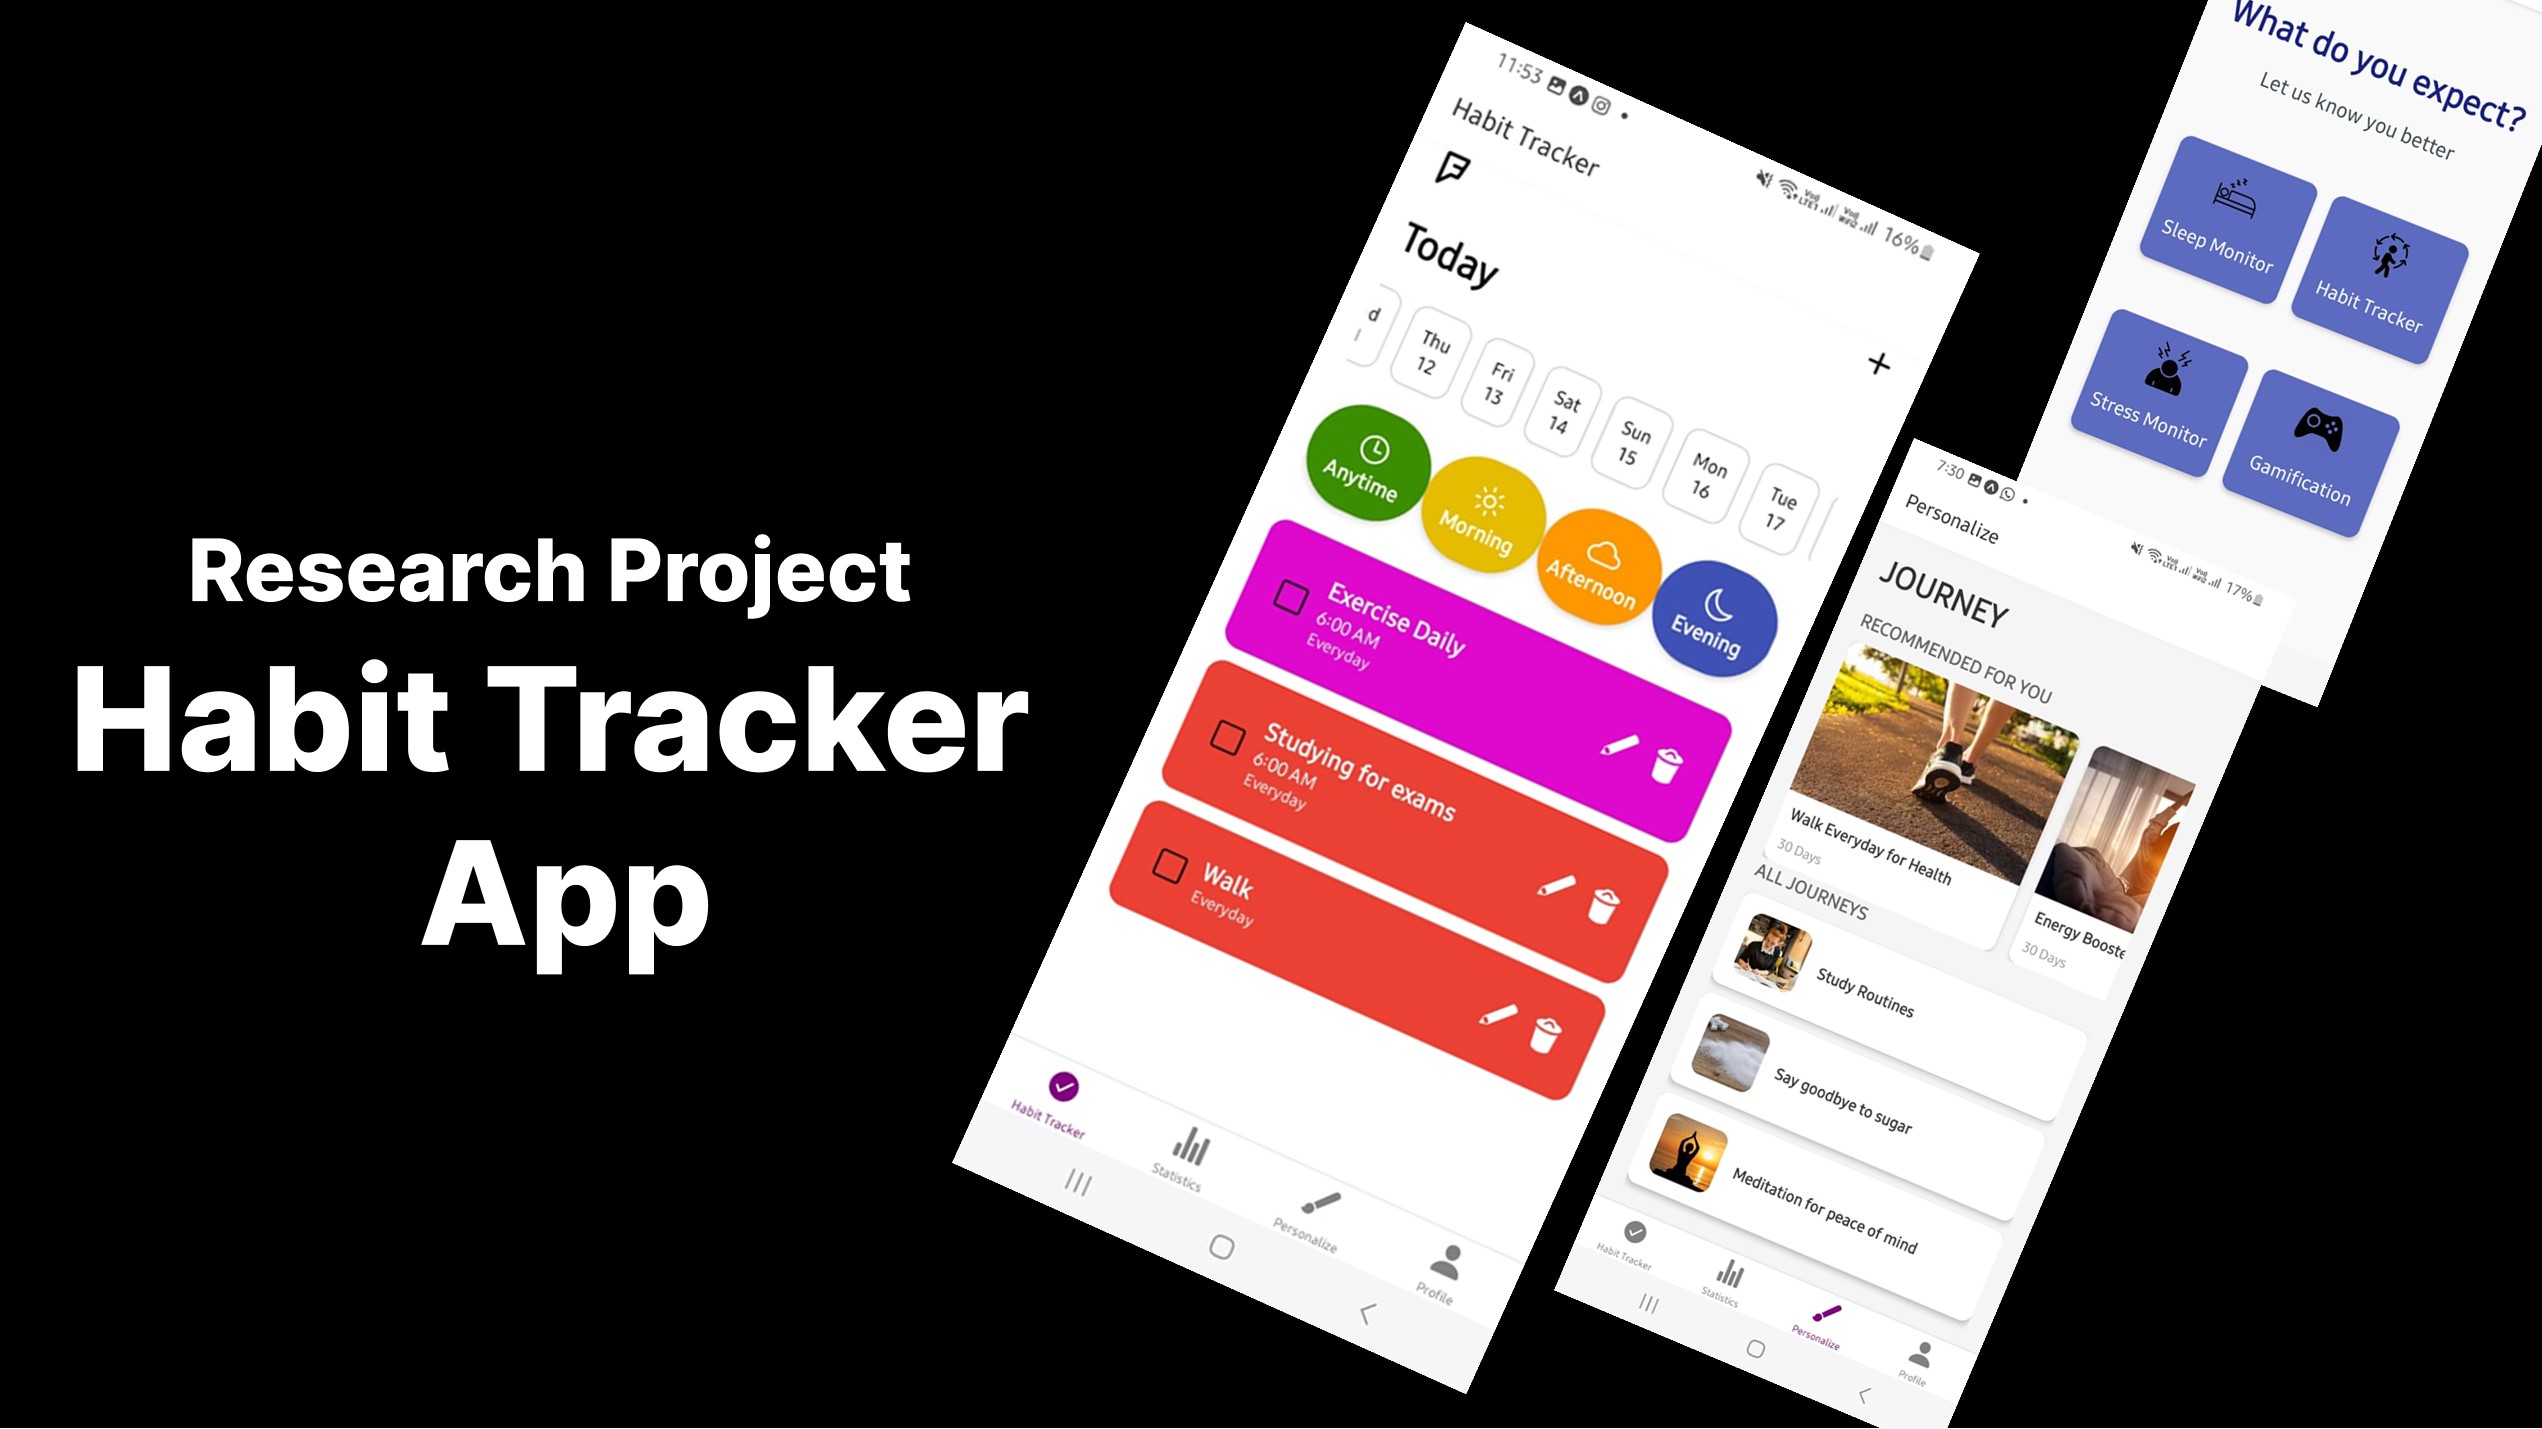 Research Project
Habit Tracker
App
11:53
16%
Habit Tracker
Today
d
Thu
12
Fri
13
Sat
14
Sun
15
Mon
16
Tue
17
Anytime
Morning
Afternoon
Evening
Exercise Daily
6:00 AM
Everyday
Studying for exams
6:00 AM
Everyday
Walk
Everyday
Habit Tracker
Statistics
Personalize
Profile
What do you expect?
Let us know you better
Sleep Monitor
Habit Tracker
Stress Monitor
Gamification
7:30
17%
Personalize
JOURNEY
RECOMMENDED FOR YOU
Walk Everyday for Health
30 Days
Energy Booste
30 Days
ALL JOURNEYS
Study Routines
Say goodbye to sugar
Meditation for peace of mind
Habit Tracker
Statistics
Personalize
Profile